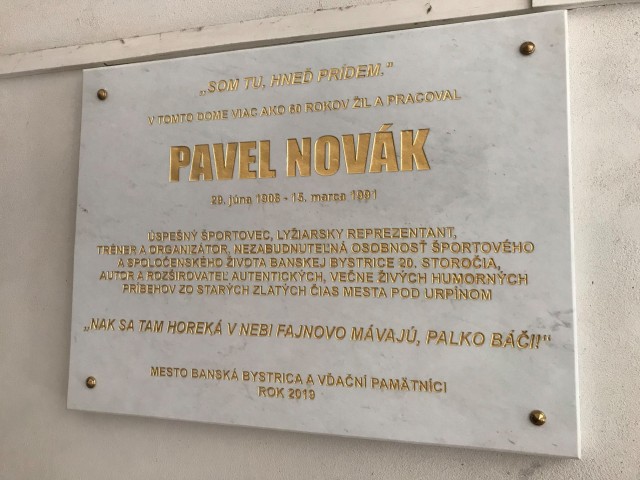 „SOM TU, HNEĎ PRÍDEM.“
V TOMTO DOME VIAC AKO 60 ROKOV ŽIL A PRACOVAL
PAVEL NOVÁK
29. júna 1908 - 15. marca 1991
ÚSPEŠNÝ ŠPORTOVEC, LYŽIARSKY REPREZENTANT,
TRÉNER A ORGANIZÁTOR, NEZABUDNUTEĽNÁ OSOBNOSŤ ŠPORTOVÉHO
A SPOLOČENSKÉHO ŽIVOTA BANSKEJ BYSTRICE 20. STOROČIA,
AUTOR A ROZŠIROVATEĽ AUTENTICKÝCH, VEČNE ŽIVÝCH HUMORNÝCH
PRÍBEHOV ZO STARÝCH ZLATÝCH ČIAS MESTA POD URPÍNOM
„NAK SA TAM HOREKÁ V NEBI FAJNOVO MÁVAJÚ, PALKO BÁČI!"
MESTO BANSKÁ BYSTRICA A VĎAČNÍ PAMÄTNÍCI
ROK 2019